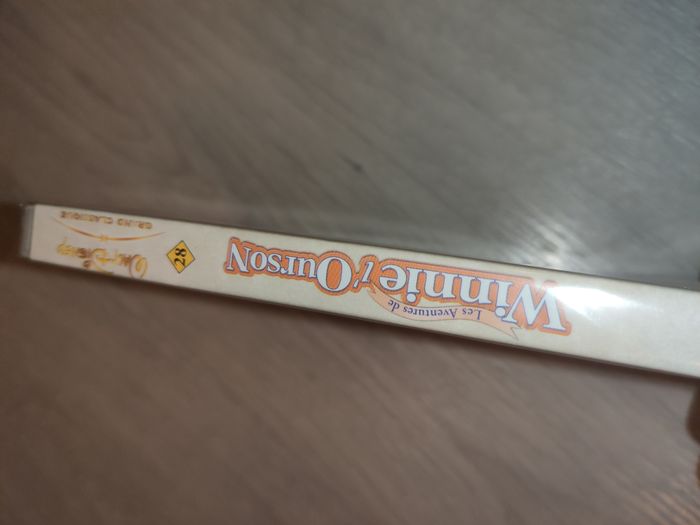 Les Aventures de
Winnie l'Ourson
28
Walt Disney
GRAND CLASSIQUE